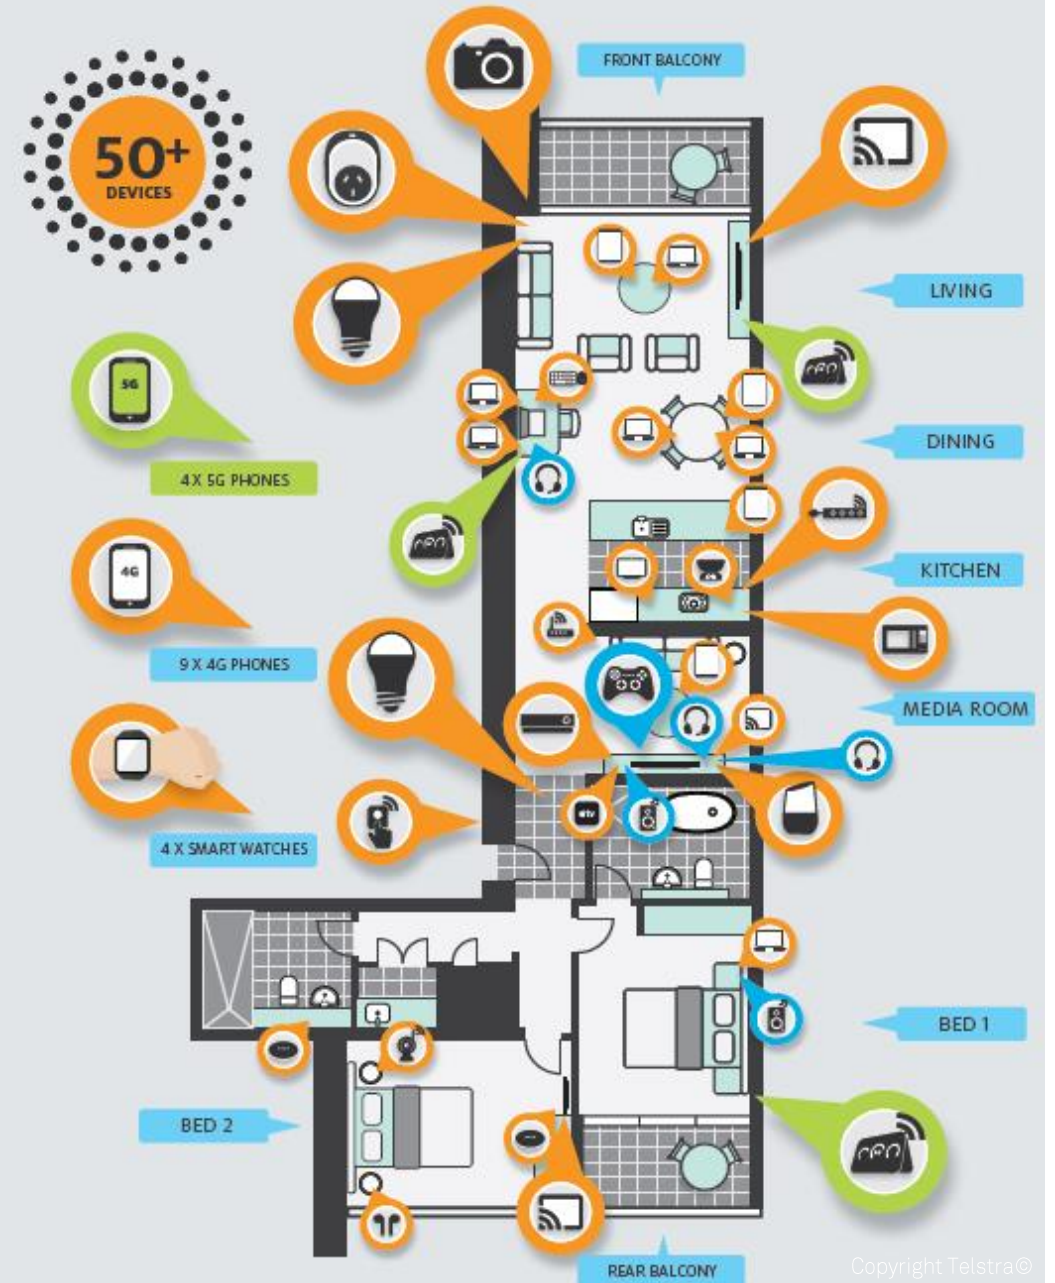 FRONT BALCONY
50+
DEVICES
LIVING
5G
4 X 5G PHONES
DINING
4G
KITCHEN
9 X 4G PHONES
MEDIA ROOM
tv
4 X SMART WATCHES
BED 1
BED 2
REAR BALCONY
Copyright Telstra©